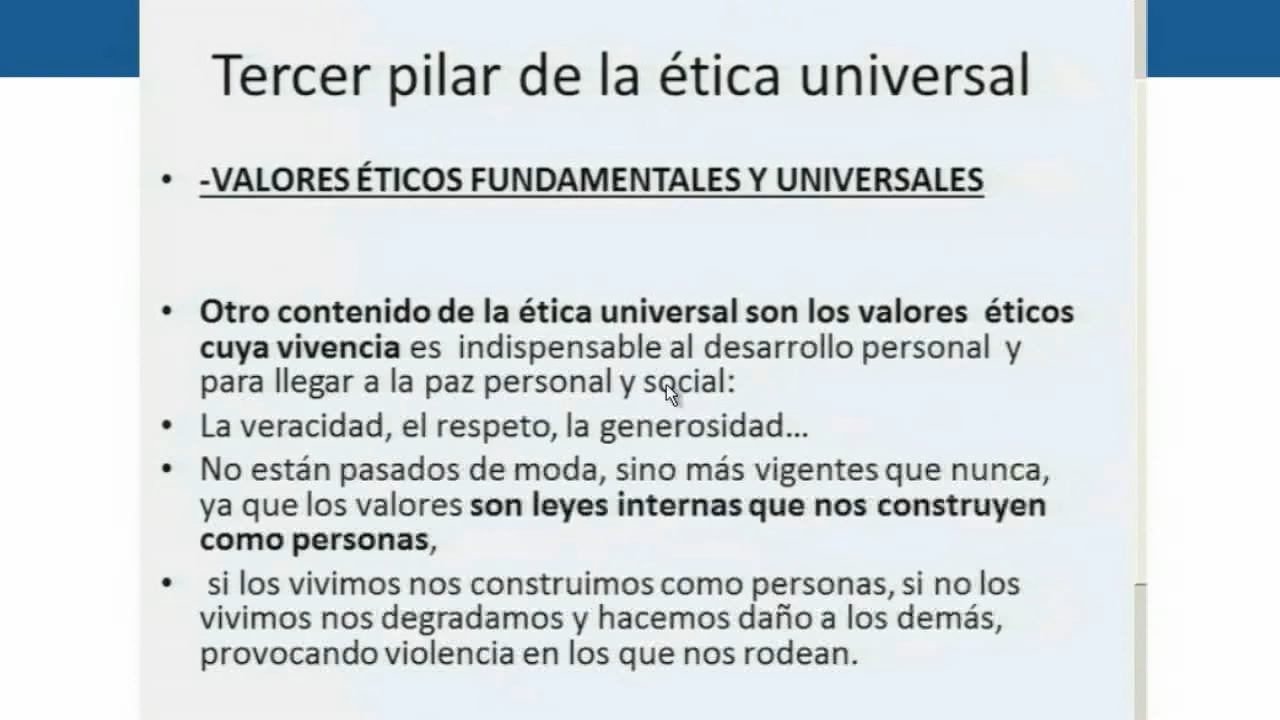 Tercer pilar de la ética universal
• -VALORES ÉTICOS FUNDAMENTALES Y UNIVERSALES
• Otro contenido de la ética universal son los valores éticos
cuya vivencia es indispensable al desarrollo personal y
para llegar a la paz personal y social:
• La veracidad, el respeto, la generosidad...
• No están pasados de moda, sino más vigentes que nunca,
ya que los valores son leyes internas que nos construyen
como personas,
• si los vivimos nos construimos como personas, si no los
vivimos nos degradamos y hacemos daño a los demás,
provocando violencia en los que nos rodean.